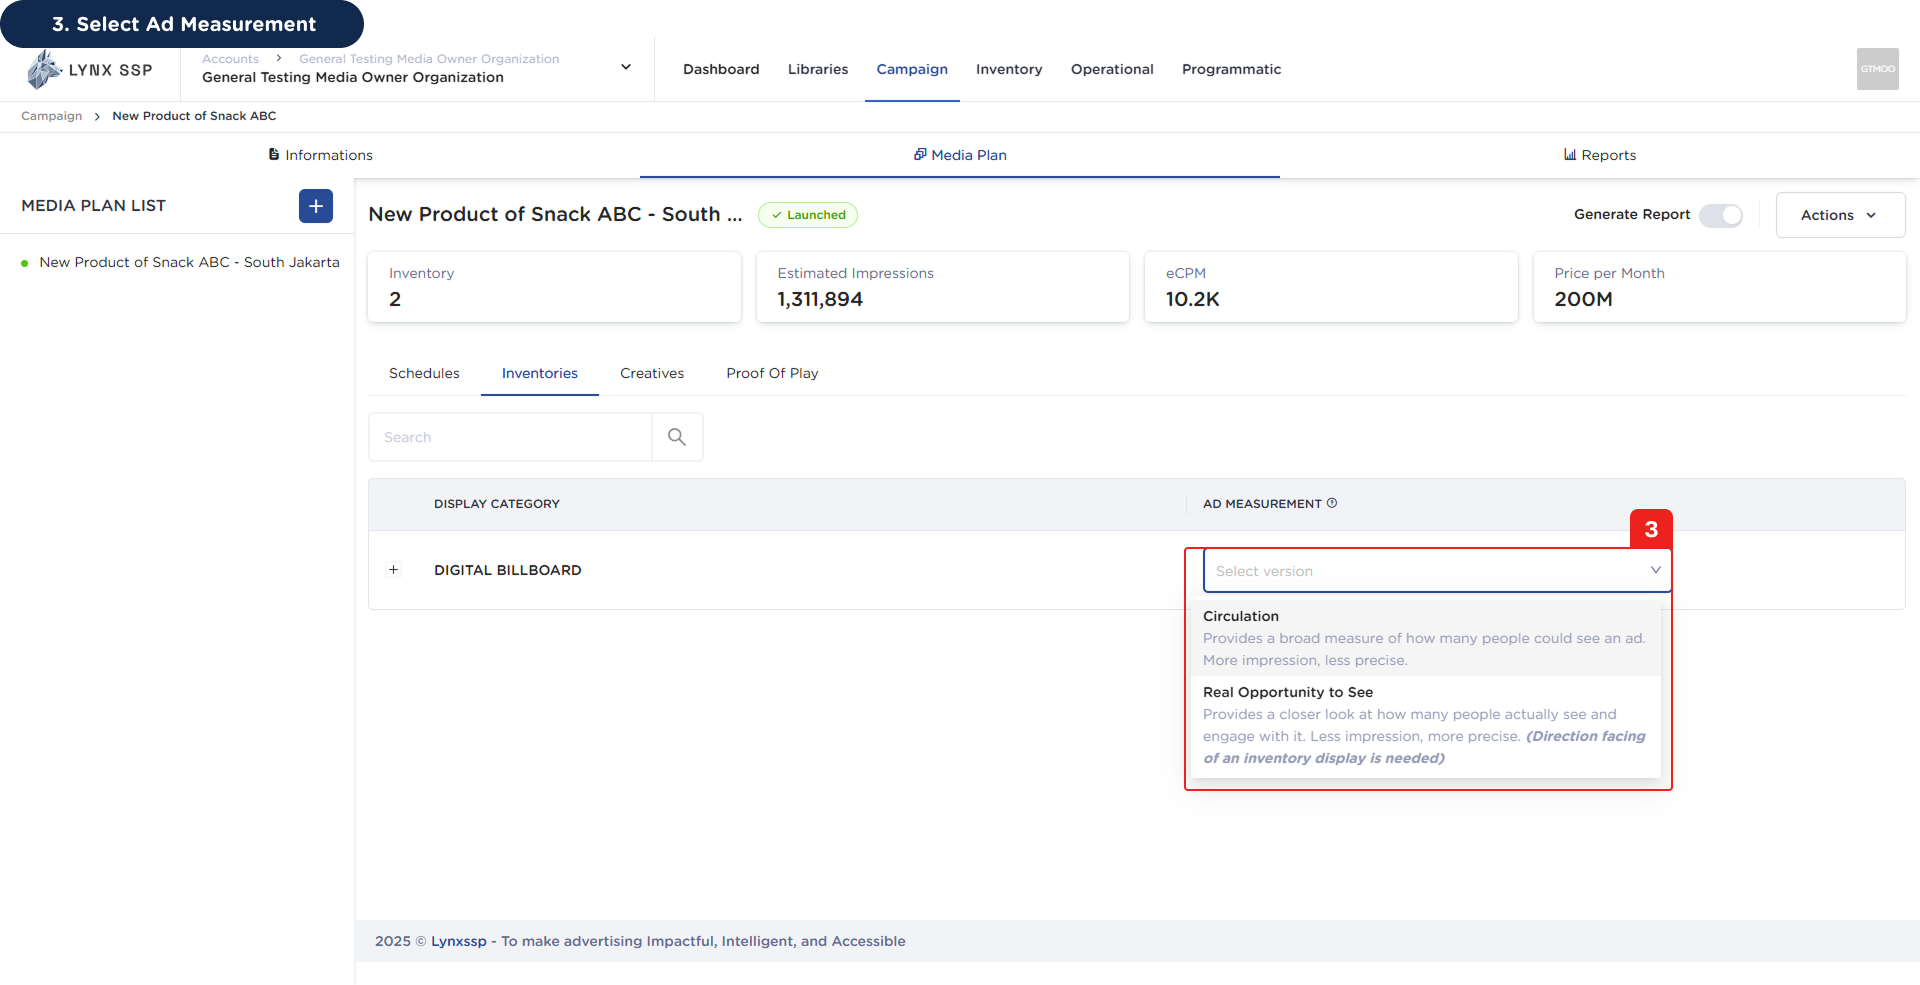 3. Select Ad Measurement
LYNX SSP
Accounts > General Testing Media Owner Organization
General Testing Media Owner Organization
Dashboard
Libraries
Campaign
Inventory
Operational
Programmatic
GTMOO
Campaign > New Product of Snack ABC
Informations
Media Plan
Reports
MEDIA PLAN LIST
+
New Product of Snack ABC - South Jakarta
New Product of Snack ABC - South ...
Launched
Generate Report
Actions
Inventory
2
Estimated Impressions
1,311,894
eCPM
10.2K
Price per Month
200M
Schedules
Inventories
Creatives
Proof Of Play
Search
DISPLAY CATEGORY
AD MEASUREMENT
3
+
DIGITAL BILLBOARD
Select version
Circulation
Provides a broad measure of how many people could see an ad.
More impression, less precise.
Real Opportunity to See
Provides a closer look at how many people actually see and
engage with it. Less impression, more precise. (Direction facing
of an inventory display is needed)
2025 © Lynxssp - To make advertising Impactful, Intelligent, and Accessible